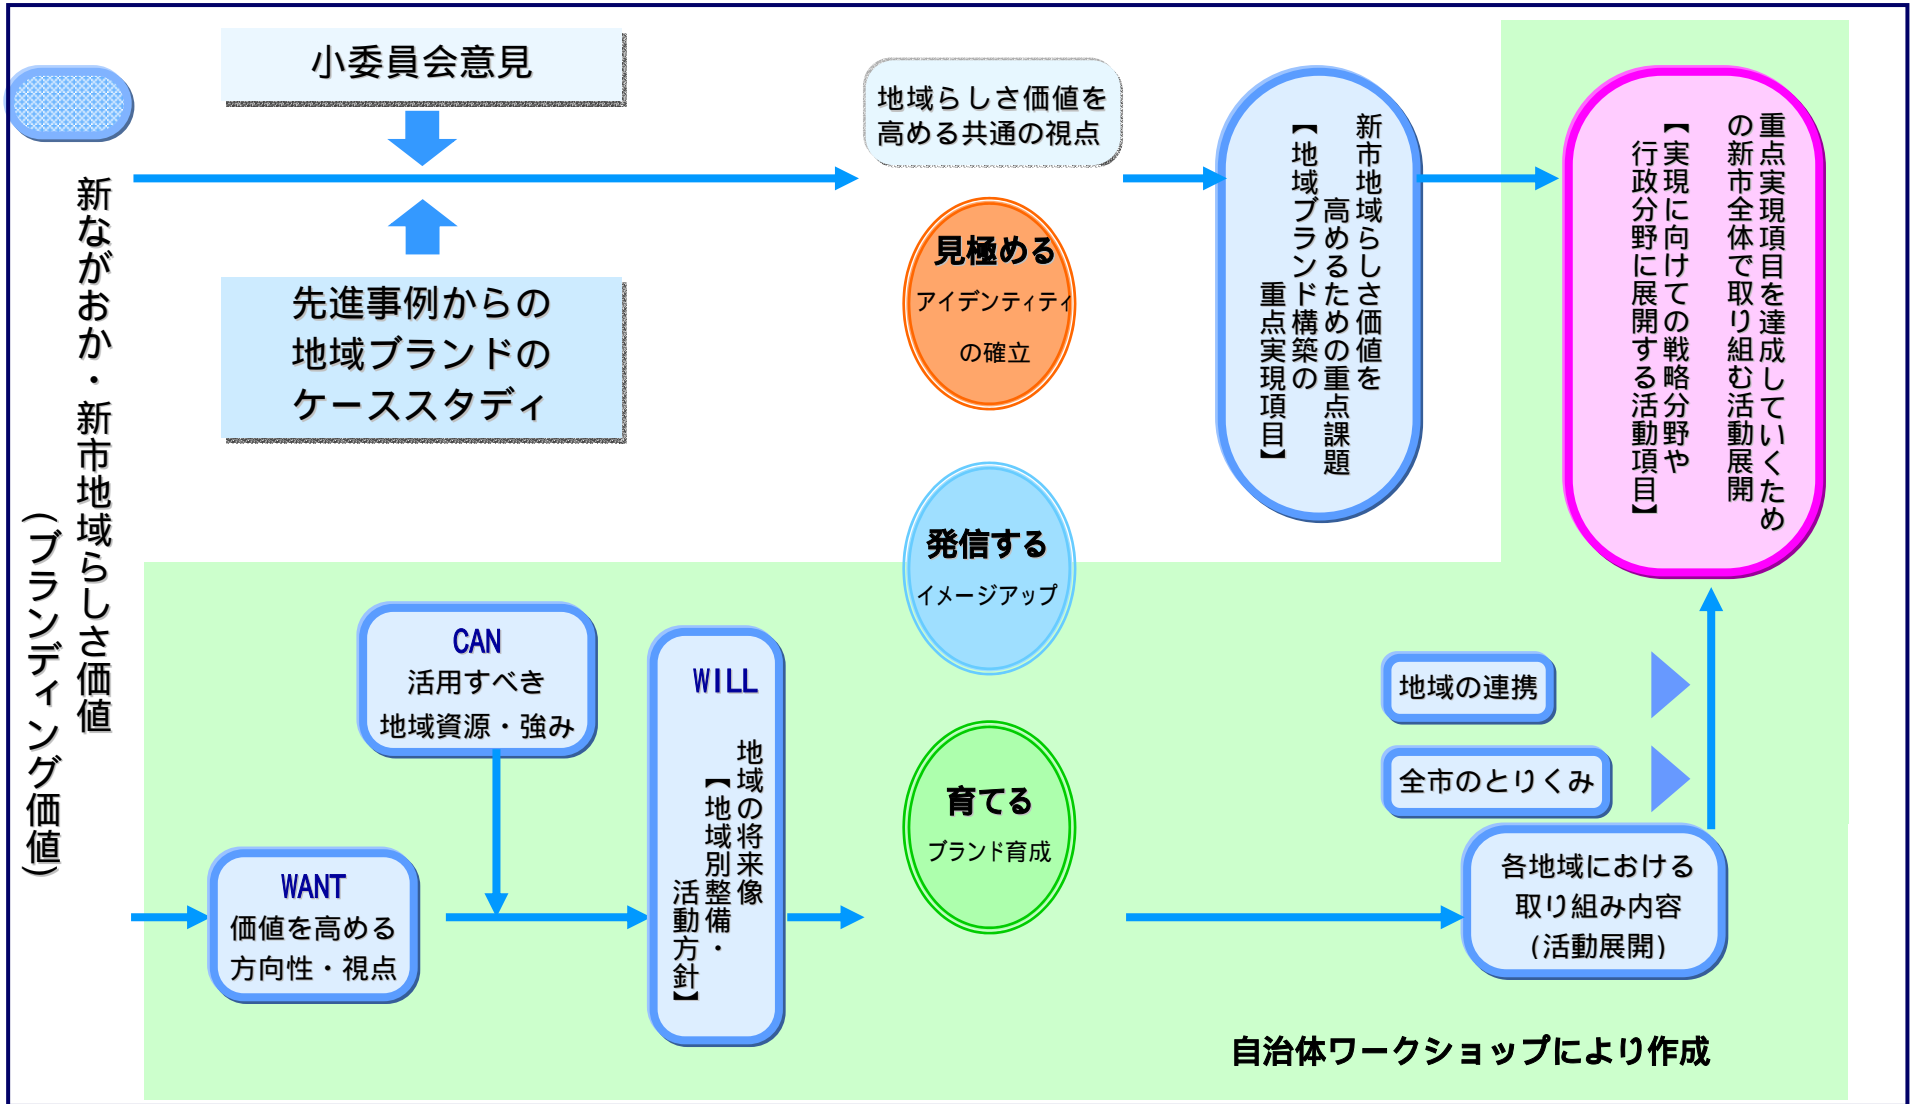 小委員会意見
先進事例からの
地域ブランドの
ケーススタディ
新ながおか・新市地域らしさ価値
(ブランディング価値)
地域らしさ価値を
高める共通の視点
見極める
アイデンティティ
の確立
発信する
イメージアップ
育てる
ブランド育成
新市地域らしさ価値を
高めるための重点課題
【地域ブランド構築の
重点実現項目】
重点実現項目を達成していくため
の新市全体で取り組む活動展開
【実現に向けての戦略分野や
行政分野に展開する活動項目】
CAN
活用すべき
地域資源・強み
WANT
価値を高める
方向性・視点
WILL
地域の将来像
【地域別整備・
活動方針】
地域の連携
全市のとりくみ
各地域における
取り組み内容
(活動展開)
自治体ワークショップにより作成